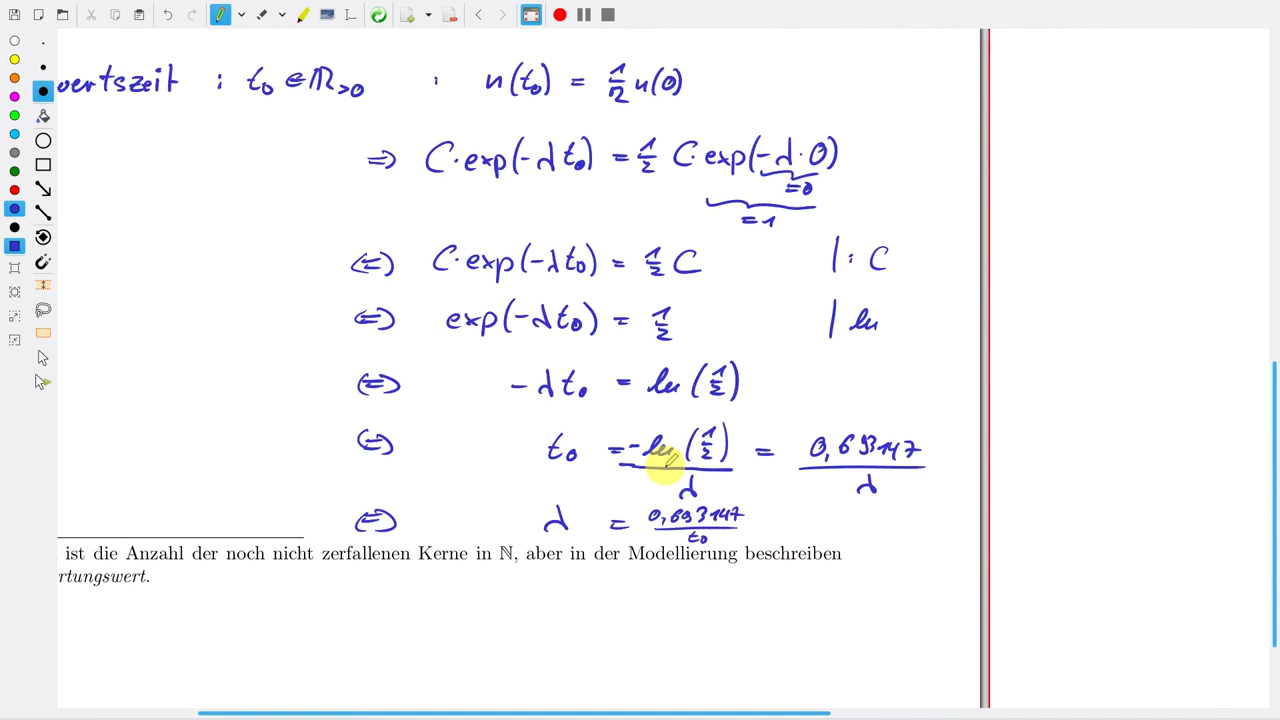 wertszeit : t₀ ∈ ℝ>0 : n(t₀) = 1/2 n(0)
⇒ C·exp(-λt₀) = 1/2 C·exp(-λ·0)
=0
=1
⇔ C·exp(-λt₀) = 1/2 C | : C
⇔ exp(-λt₀) = 1/2 | ln
⇔ -λt₀ = ln(1/2)
⇔ t₀ = -ln(1/2)/λ = 0,693147/λ
⇔ λ = 0,693147/t₀
ist die Anzahl der noch nicht zerfallenen Kerne in ℕ, aber in der Modellierung beschreiben
rtungswert.